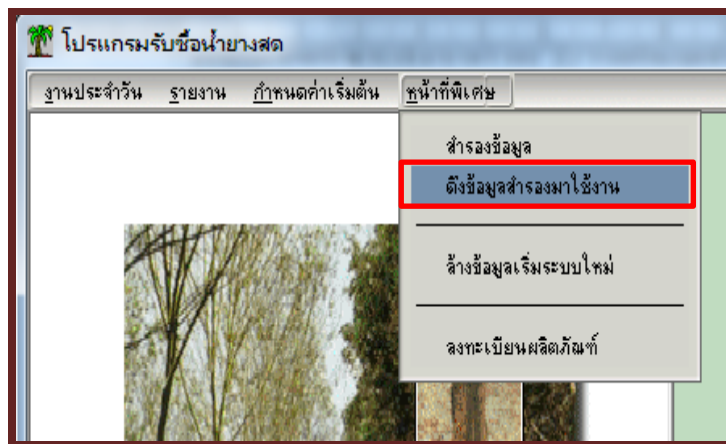 โปรแกรมรับซื้อน้ำยางสด
งานประจำวัน รายงาน กำหนดค่าเริ่มต้น หน้าที่พิเศษ
สำรองข้อมูล
ดึงข้อมูลสำรองมาใช้งาน
ล้างข้อมูลเริ่มระบบใหม่
ลงทะเบียนผลิตภัณฑ์